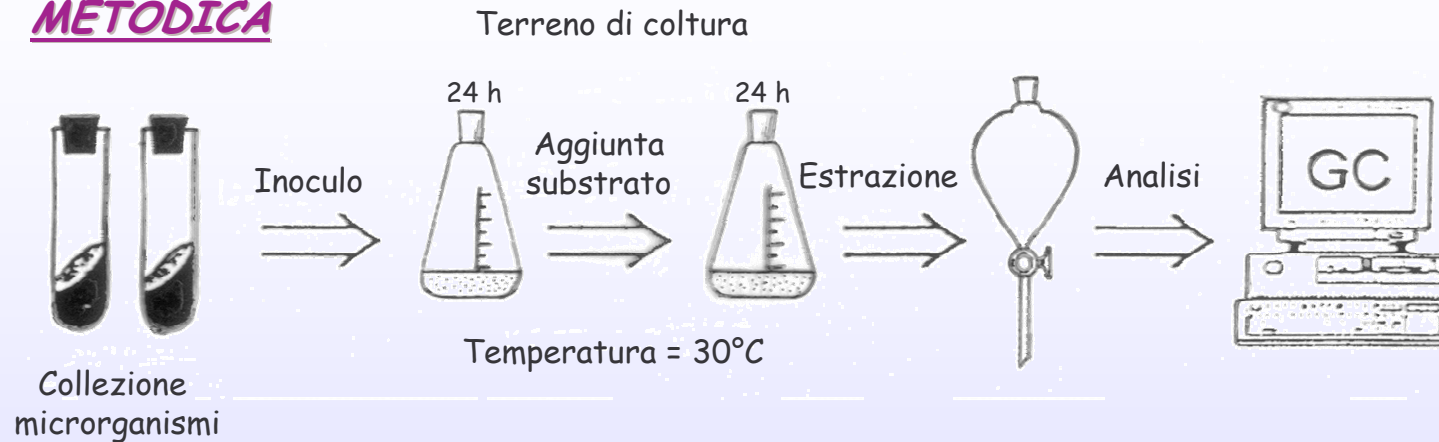 METODICA
Terreno di coltura
24 h
24 h
Inoculo
Aggiunta
substrato
Estrazione
Analisi
GC
Temperatura = 30°C
Collezione
microrganismi